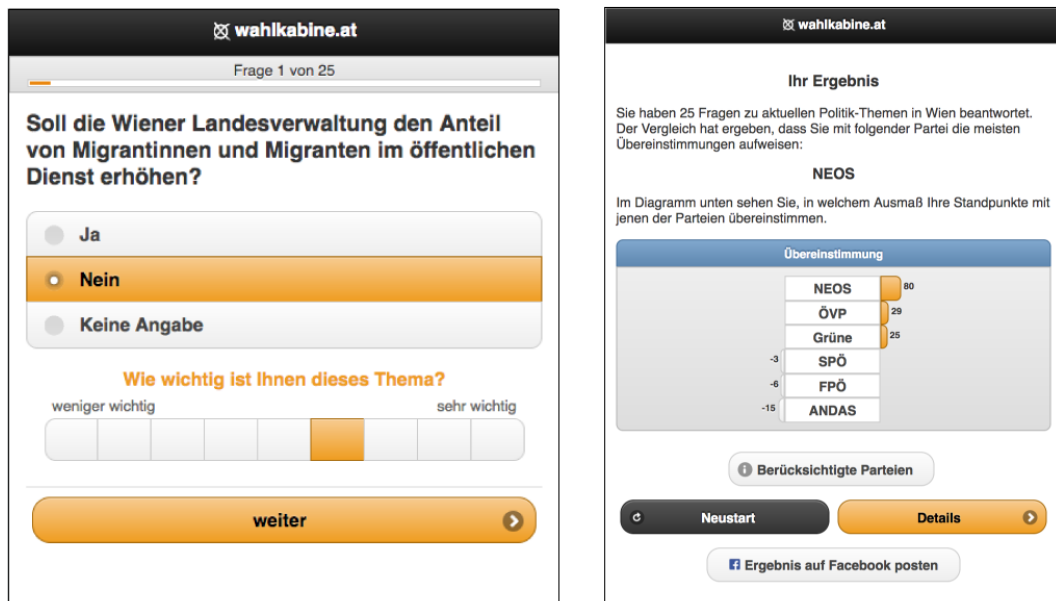 wahlkabine.at
Frage 1 von 25
Soll die Wiener Landesverwaltung den Anteil
von Migrantinnen und Migranten im öffentlichen
Dienst erhöhen?
Ja
Nein
Keine Angabe
Wie wichtig ist Ihnen dieses Thema?
weniger wichtig sehr wichtig
weiter
wahlkabine.at
Ihr Ergebnis
Sie haben 25 Fragen zu aktuellen Politik-Themen in Wien beantwortet.
Der Vergleich hat ergeben, dass Sie mit folgender Partei die meisten
Übereinstimmungen aufweisen:
NEOS
Im Diagramm unten sehen Sie, in welchem Ausmaß Ihre Standpunkte mit
jenen der Parteien übereinstimmen.
Übereinstimmung
NEOS 80
ÖVP 29
Grüne 25
-3 SPÖ
-6 FPÖ
-15 ANDAS
Berücksichtigte Parteien
Neustart Details
Ergebnis auf Facebook posten